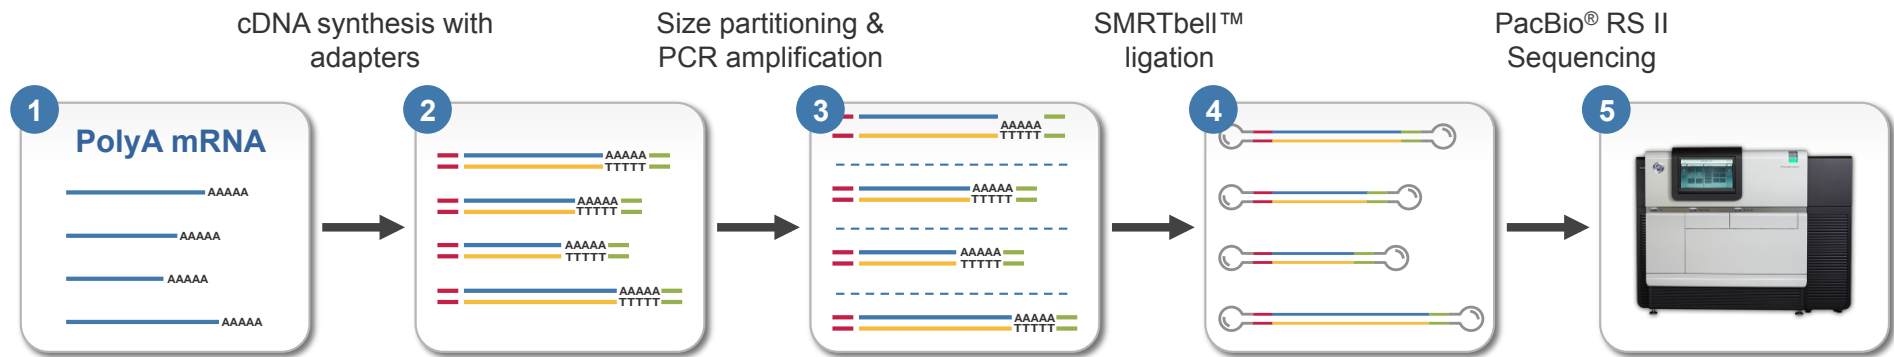 cDNA synthesis with
adapters
Size partitioning &
PCR amplification
SMRTbell™
ligation
PacBio® RS II
Sequencing
1
PolyA mRNA
AAAAA
AAAAA
AAAAA
AAAAA
2
AAAAA
TTTTT
AAAAA
TTTTT
AAAAA
TTTTT
AAAAA
TTTTT
3
AAAAA
TTTTT
AAAAA
TTTTT
AAAAA
TTTTT
AAAAA
TTTTT
4
5